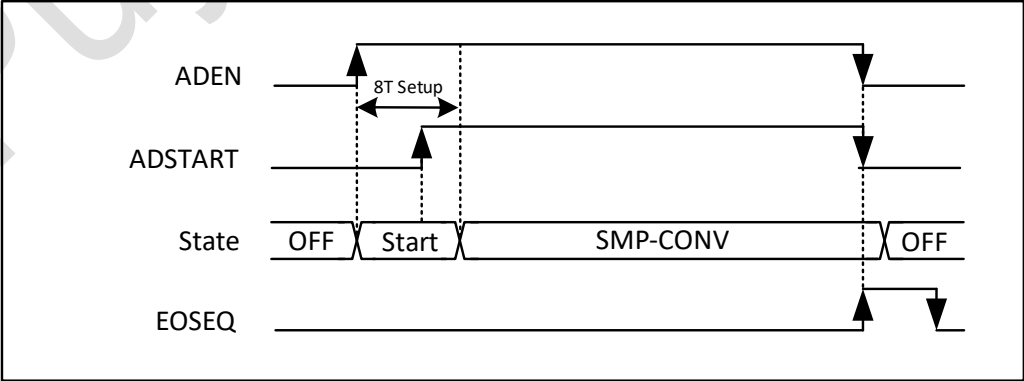 ADEN
8T Setup
ADSTART
State OFF Start SMP-CONV OFF
EOSEQ